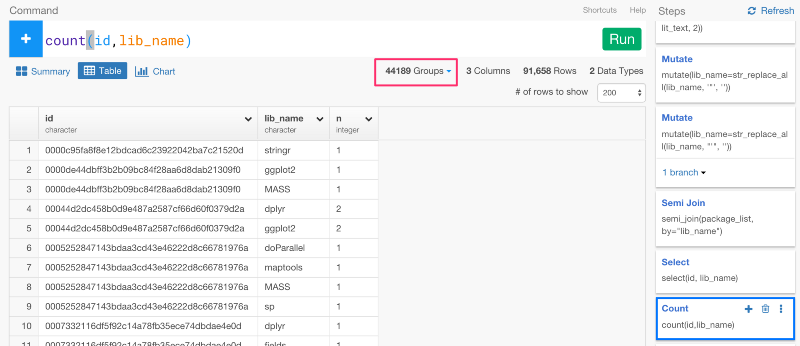 Command
Shortcuts Help
+ count(id,lib_name)
Run
Summary Table Chart
44189 Groups 3 Columns 91,658 Rows 2 Data Types
# of rows to show 200
id lib_name n
character character integer
1 0000c95fa8f8e12bdcad6c23922042ba7c21520d stringr 1
2 0000de44dbff3b2b09bc84f28aa6d8dab21309f0 ggplot2 1
3 0000de44dbff3b2b09bc84f28aa6d8dab21309f0 MASS 1
4 00044d2dc458b0d9e487a2587cf66d60f0379d2a dplyr 2
5 00044d2dc458b0d9e487a2587cf66d60f0379d2a ggplot2 2
6 0005252847143bdaa3cd43e46222d8c66781976a doParallel 1
7 0005252847143bdaa3cd43e46222d8c66781976a maptools 1
8 0005252847143bdaa3cd43e46222d8c66781976a MASS 1
9 0005252847143bdaa3cd43e46222d8c66781976a sp 1
10 0007332116df5f92c14a78fb35ece74dbdae4e0d dplyr 1
11 0007332116df5f92c14a78fb35ece74dbdae4e0d fields 1
Steps Refresh
lit_text, 2))
Mutate
mutate(lib_name=str_replace_al
l(lib_name, '"', ''))
Mutate
mutate(lib_name=str_replace_al
l(lib_name, "'", ''))
1 branch
Semi Join
semi_join(package_list,
by="lib_name")
Select
select(id, lib_name)
Count
count(id,lib_name)